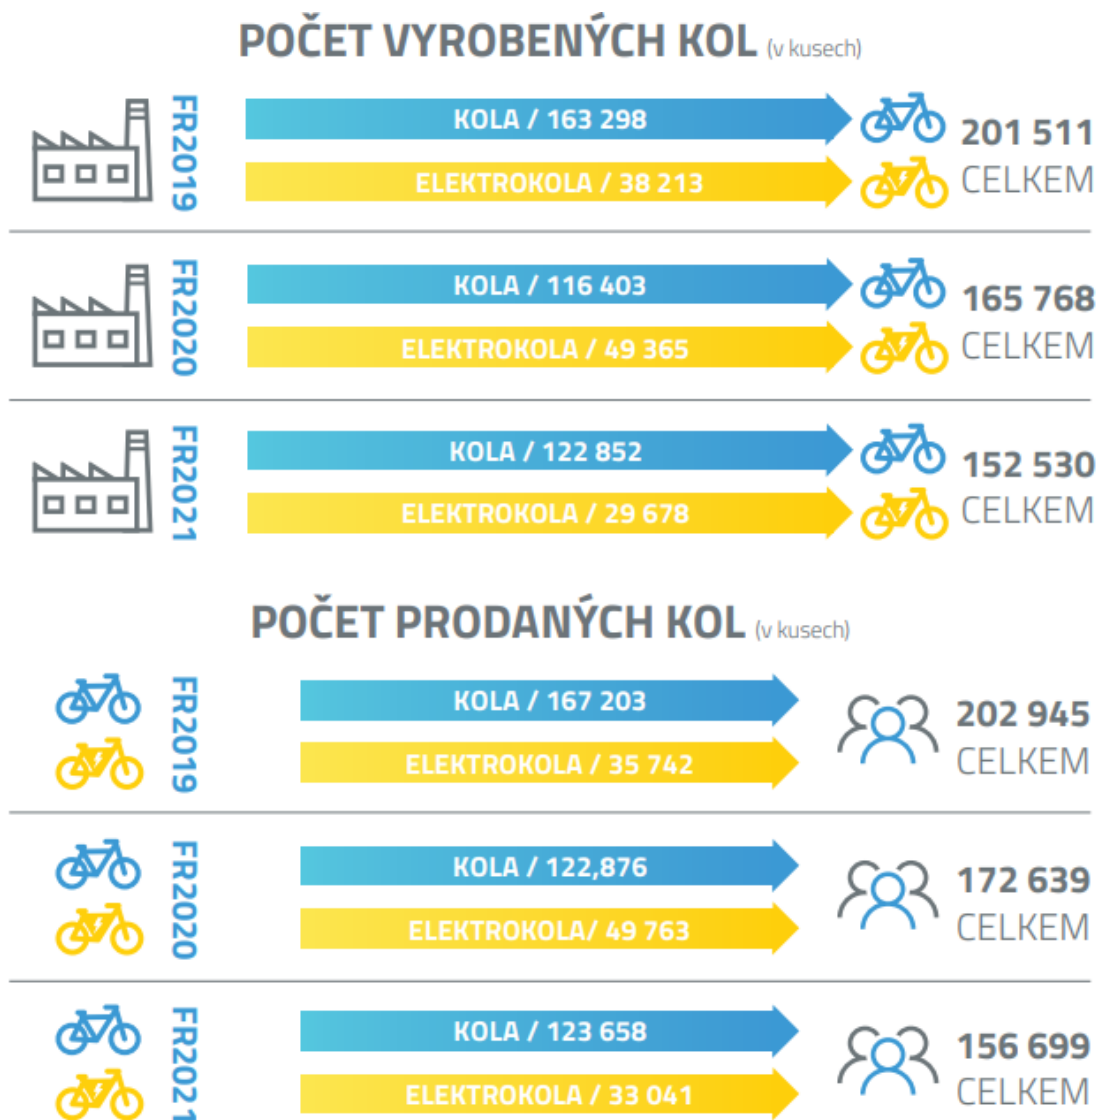 POČET VYROBENÝCH KOL (v kusech)
FR2019
KOLA / 163 298
ELEKTROKOLA / 38 213
201 511
CELKEM
FR2020
KOLA / 116 403
ELEKTROKOLA / 49 365
165 768
CELKEM
FR2021
KOLA / 122 852
ELEKTROKOLA / 29 678
152 530
CELKEM
POČET PRODANÝCH KOL (v kusech)
FR2019
KOLA / 167 203
ELEKTROKOLA / 35 742
202 945
CELKEM
FR2020
KOLA / 122,876
ELEKTROKOLA/ 49 763
172 639
CELKEM
FR2021
KOLA / 123 658
ELEKTROKOLA / 33 041
156 699
CELKEM